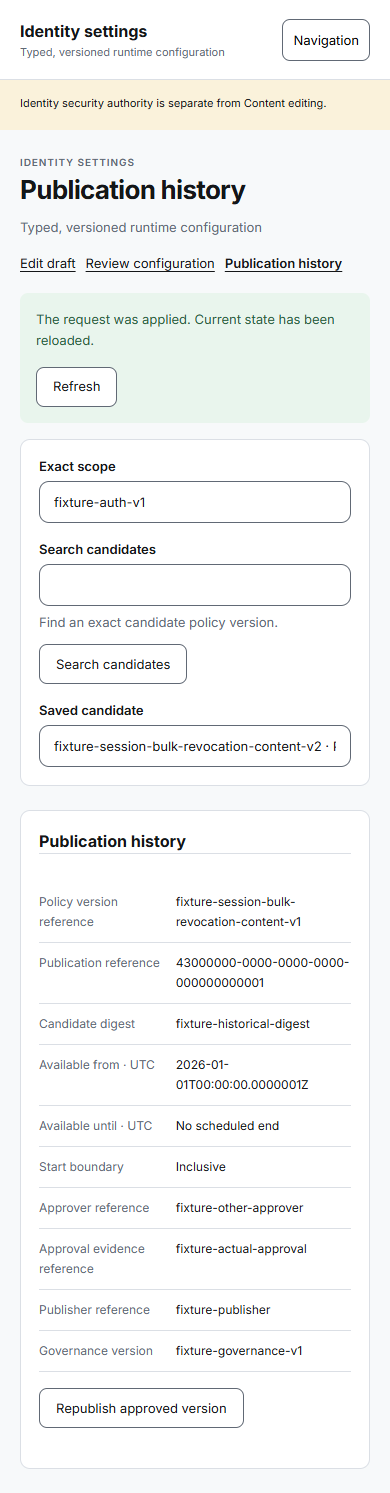 Identity settings
Typed, versioned runtime configuration
Navigation
Identity security authority is separate from Content editing.
IDENTITY SETTINGS
Publication history
Typed, versioned runtime configuration
Edit draft Review configuration Publication history
The request was applied. Current state has been
reloaded.
Refresh
Exact scope
fixture-auth-v1
Search candidates
Find an exact candidate policy version.
Search candidates
Saved candidate
fixture-session-bulk-revocation-content-v2 ·
Publication history
Policy version
reference
fixture-session-bulk-
revocation-content-v1
Publication reference
43000000-0000-0000-0000-
000000000001
Candidate digest
fixture-historical-digest
Available from · UTC
2026-01-
01T00:00:00.0000001Z
Available until · UTC
No scheduled end
Start boundary
Inclusive
Approver reference
fixture-other-approver
Approval evidence
reference
fixture-actual-approval
Publisher reference
fixture-publisher
Governance version
fixture-governance-v1
Republish approved version